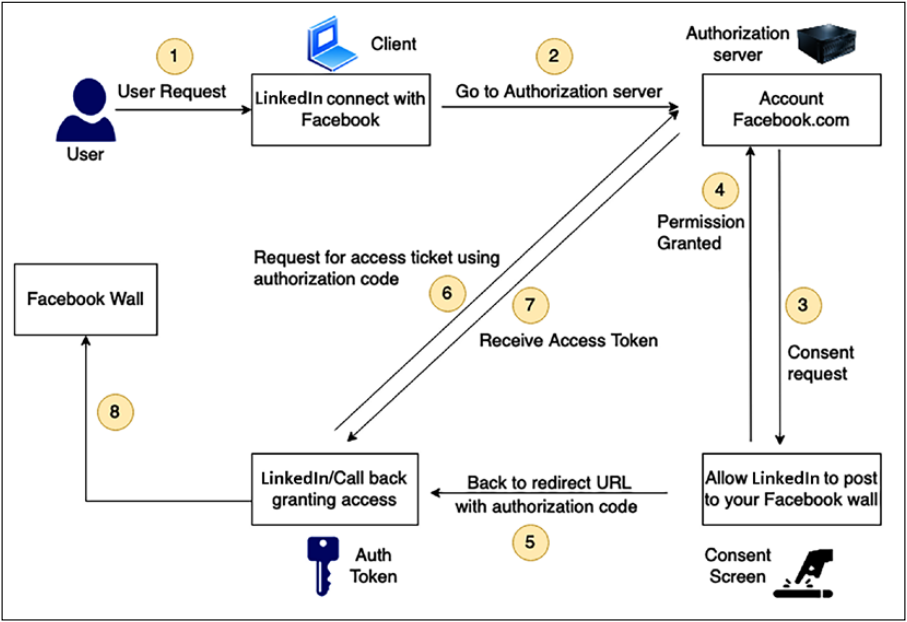 1
User Request
User
Client
LinkedIn connect with
Facebook
2
Go to Authorization server
Authorization
server
Account
Facebook.com
4
Permission
Granted
3
Consent
request
Request for access ticket using
authorization code
6
7
Receive Access Token
Facebook Wall
8
LinkedIn/Call back
granting access
Auth
Token
Back to redirect URL
with authorization code
5
Allow LinkedIn to post
to your Facebook wall
Consent
Screen